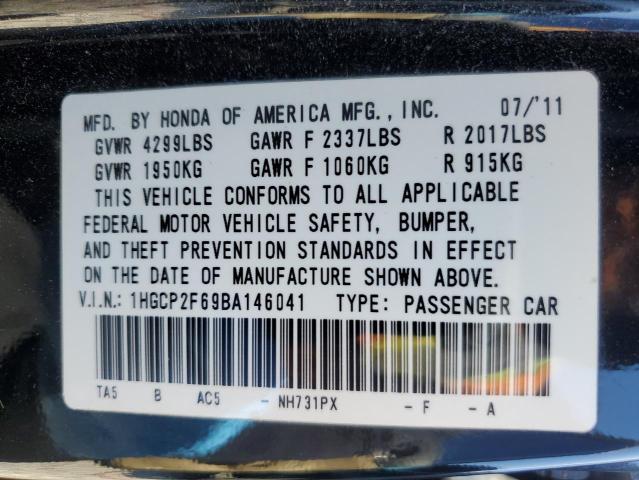 MFD. BY HONDA OF AMERICA MFG., INC. 07/'11
GVWR 4299LBS GAWR F 2337LBS R 2017LBS
GVWR 1950KG GAWR F 1060KG R 915KG
THIS VEHICLE CONFORMS TO ALL APPLICABLE
FEDERAL MOTOR VEHICLE SAFETY, BUMPER,
AND THEFT PREVENTION STANDARDS IN EFFECT
ON THE DATE OF MANUFACTURE SHOWN ABOVE.
V.I.N.: 1HGCP2F69BA146041 TYPE: PASSENGER CAR
TA5 B AC5 - NH731PX - F - A